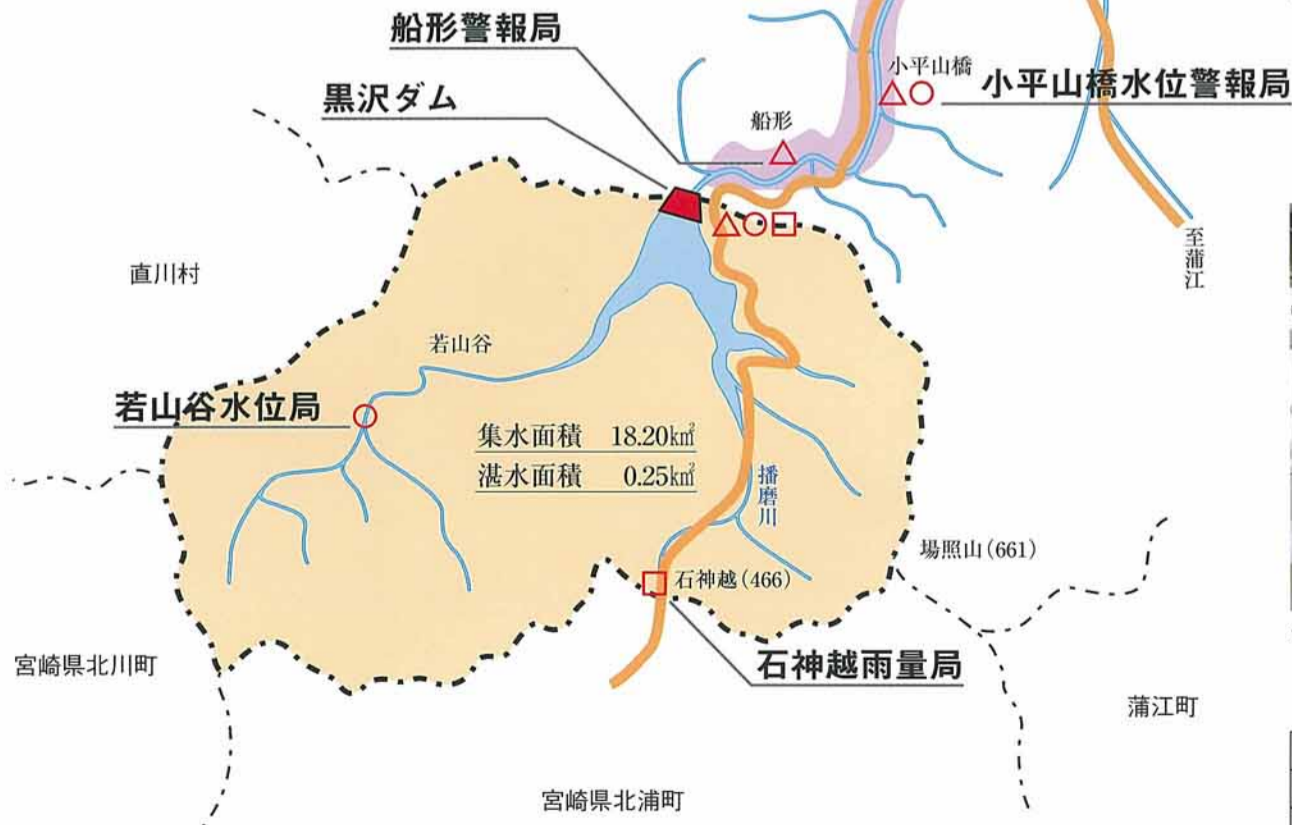 船形警報局
黒沢ダム
小平山橋
小平山橋水位警報局
船形
至蒲江
直川村
若山谷
若山谷水位局
集水面積 18.20km²
湛水面積 0.25km²
播磨川
場照山(661)
石神越(466)
石神越雨量局
宮崎県北川町
蒲江町
宮崎県北浦町